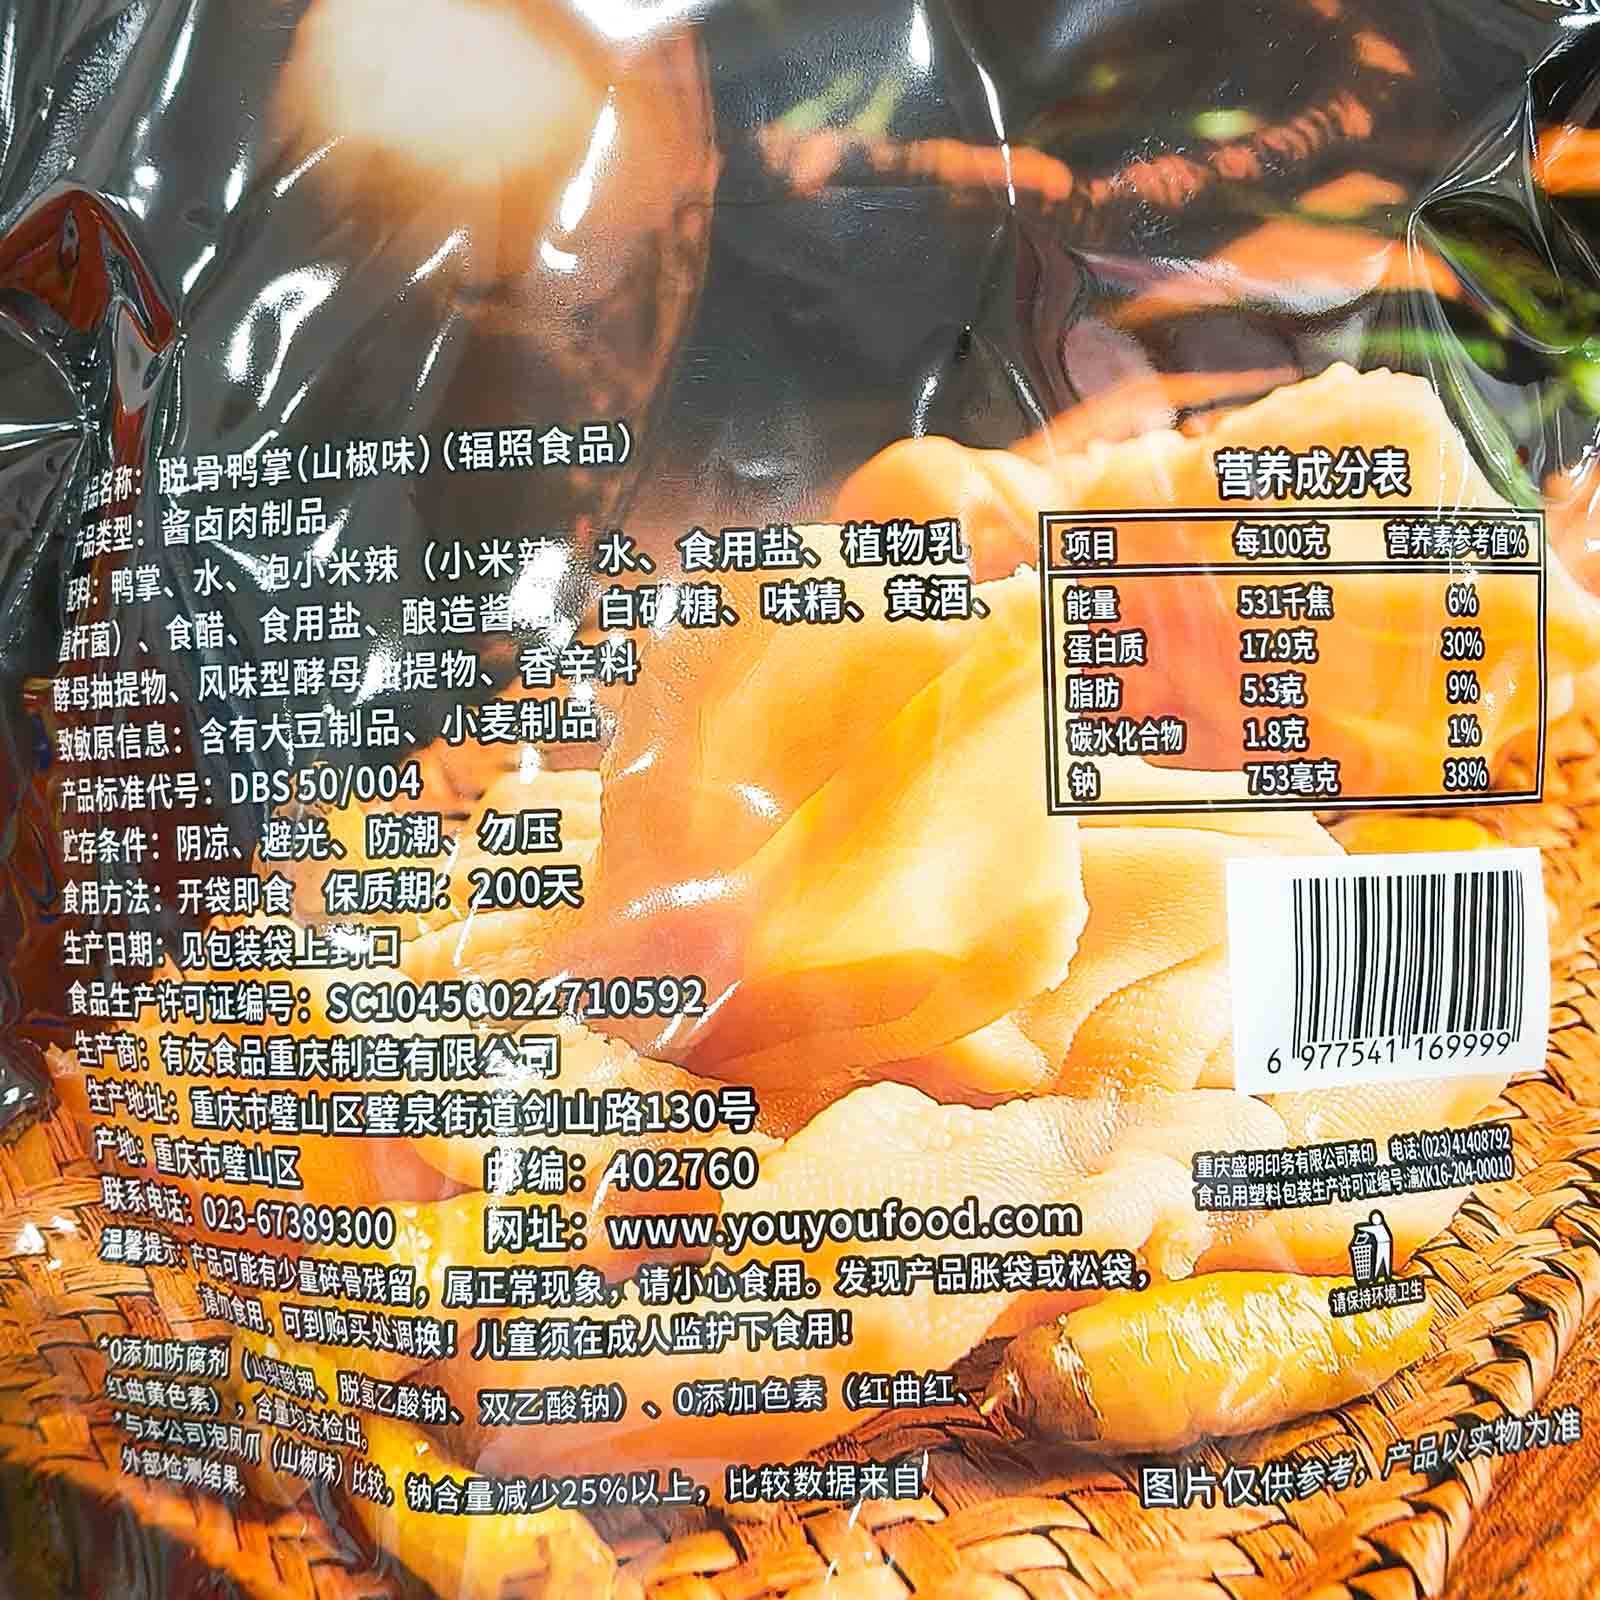 食品名称：脱骨鸭掌（山椒味）（辐照食品）
产品类型：酱卤肉制品
配料：鸭掌、水、泡小米辣（小米辣、水、食用盐、植物乳
植杆菌）、食醋、食用盐、酿造酱油、白砂糖、味精、黄酒、
酵母抽提物、风味型酵母抽提物、香辛料
致敏原信息：含有大豆制品、小麦制品
产品标准代号：DBS 50/004
贮存条件：阴凉、避光、防潮、勿压
食用方法：开袋即食 保质期：200天
生产日期：见包装袋上封口
食品生产许可证编号：SC10450022710592
生产商：有友食品重庆制造有限公司
生产地址：重庆市璧山区璧泉街道剑山路130号
产地：重庆市璧山区 邮编：402760
联系电话：023-67389300 网址：www.youyoufood.com
温馨提示：产品可能有少量碎骨残留，属正常现象，请小心食用。发现产品胀袋或松袋，
请勿食用，可到购买处调换！儿童须在成人监护下食用！
*0添加防腐剂（山梨酸钾、脱氢乙酸钠、双乙酸钠）、0添加色素（红曲红、
红曲黄色素），含量均未检出。
*与本公司泡凤爪（山椒味）比较，钠含量减少25%以上，比较数据来自
外部检测结果。
营养成分表
项目 每100克 营养素参考值%
能量 531千焦 6%
蛋白质 17.9克 30%
脂肪 5.3克 9%
碳水化合物 1.8克 1%
钠 753毫克 38%
6 977541 169999
重庆盛明印务有限公司承印 电话:(023)41408792
食品用塑料包装生产许可证编号:渝XK16-204-00010
请保持环境卫生
图片仅供参考，产品以实物为准